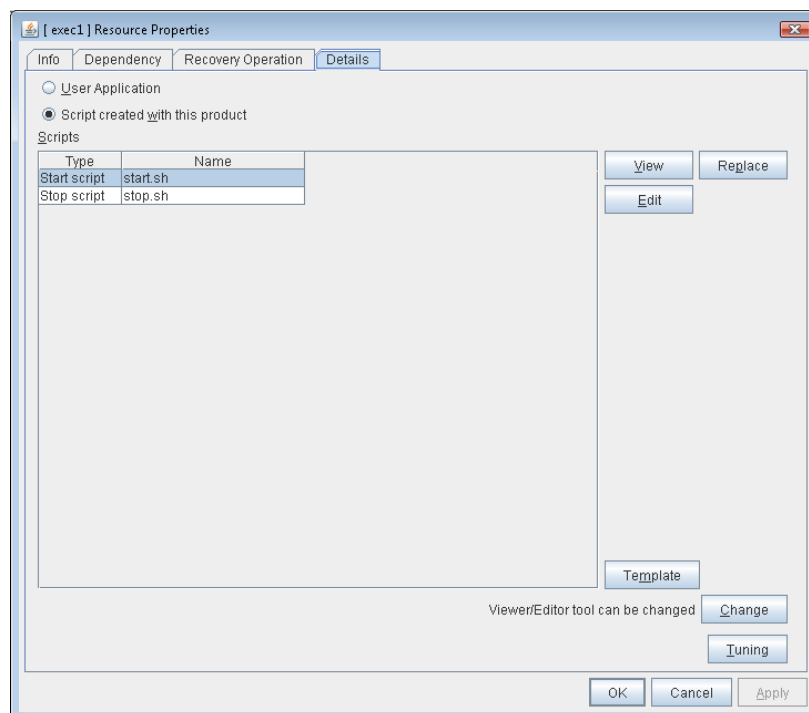 [ exec1 ] Resource Properties
Info Dependency Recovery Operation Details
User Application
Script created with this product
Scripts
Type Name
Start script start.sh
Stop script stop.sh
View Replace
Edit
Template
Viewer/Editor tool can be changed Change
Tuning
OK Cancel Apply